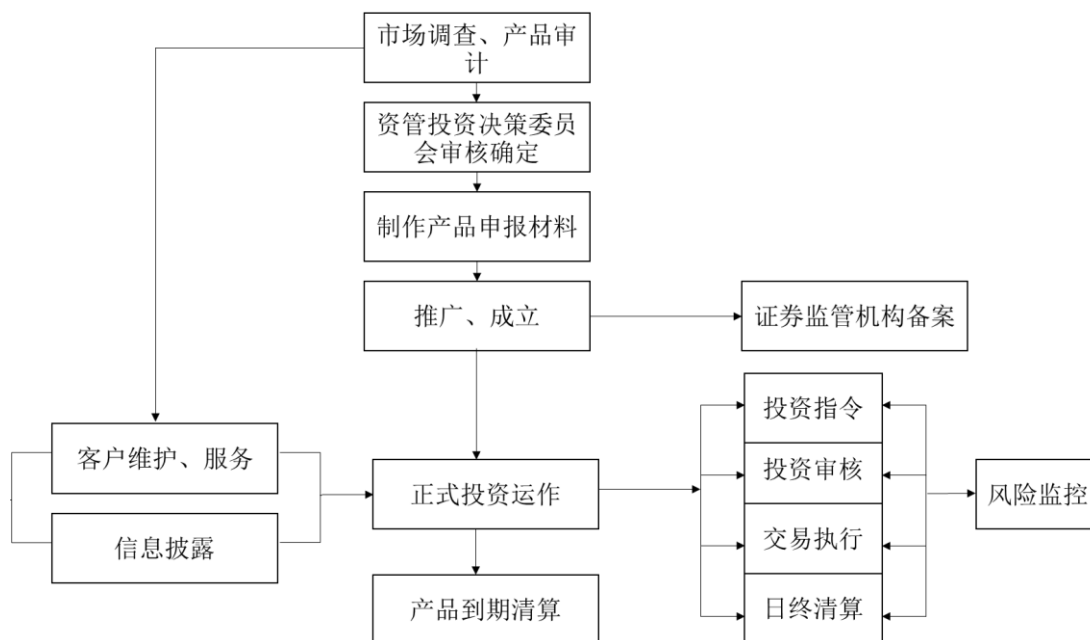 市场调查、产品审
计
资管投资决策委员
会审核确定
制作产品申报材料
推广、成立
证券监管机构备案
投资指令
客户维护、服务
投资审核
正式投资运作
风险监控
信息披露
交易执行
产品到期清算
日终清算